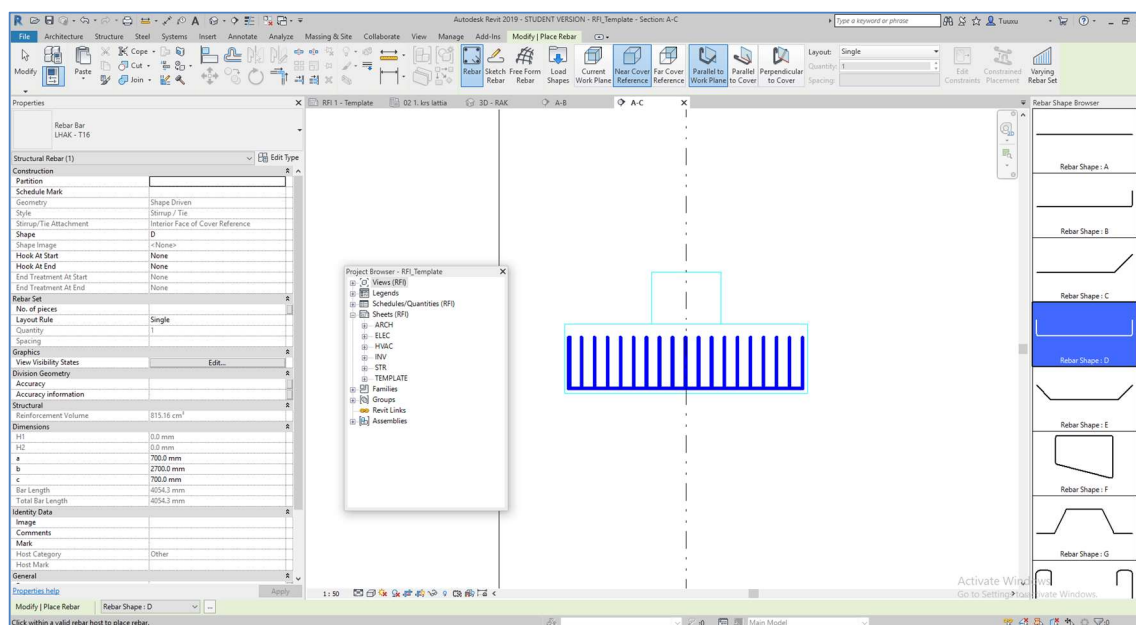 Autodesk Revit 2019 - STUDENT VERSION - RFI_Template - Section: A-C
Type a keyword or phrase
Tuuxu
File Architecture Structure Steel Systems Insert Annotate Analyze Massing & Site Collaborate View Manage Add-Ins Modify | Place Rebar
Modify
Paste
Cope
Cut
Join
Rebar
Sketch Rebar
Free Form Rebar
Load Shapes
Current Work Plane
Near Cover Reference
Far Cover Reference
Parallel to Work Plane
Parallel to Cover
Perpendicular to Cover
Layout: Single
Quantity: 1
Spacing:
Edit Constraints
Constrained Placement
Varying Rebar Set
Properties
RFI 1 - Template
02 1. krs lattia
3D - RAK
A-B
A-C
Rebar Shape Browser
Rebar Bar
LHAK - T16
Structural Rebar (1)
Edit Type
Construction
Partition
Schedule Mark
Geometry Shape Driven
Style Stirrup / Tie
Stirrup/Tie Attachment Interior Face of Cover Reference
Shape D
Shape Image <None>
Hook At Start None
Hook At End None
End Treatment At Start None
End Treatment At End None
Rebar Set
No. of pieces
Layout Rule Single
Quantity 1
Spacing
Graphics
View Visibility States Edit...
Division Geometry
Accuracy
Accuracy information
Structural
Reinforcement Volume 815.16 cm³
Dimensions
H1 0.0 mm
H2 0.0 mm
a 700.0 mm
b 2700.0 mm
c 700.0 mm
Bar Length 4054.3 mm
Total Bar Length 4054.3 mm
Identity Data
Image
Comments
Mark
Host Category Other
Host Mark
General
Properties help
Apply
Project Browser - RFI_Template
Views (RFI)
Legends
Schedules/Quantities (RFI)
Sheets (RFI)
ARCH
ELEC
HVAC
INV
STR
TEMPLATE
Families
Groups
Revit Links
Assemblies
Rebar Shape : A
Rebar Shape : B
Rebar Shape : C
Rebar Shape : D
Rebar Shape : E
Rebar Shape : F
Rebar Shape : G
Activate Windows
Go to Settings to activate Windows.
1 : 50
Modify | Place Rebar
Rebar Shape : D
Click within a valid rebar host to place rebar.
:0
Main Model
:0